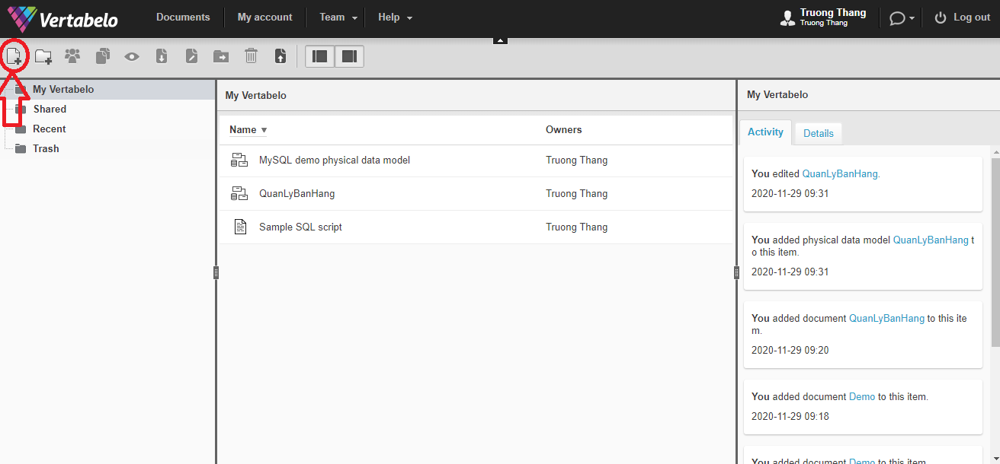 Vertabelo
Documents
My account
Team
Help
Truong Thang
Truong Thang
Log out
My Vertabelo
Shared
Recent
Trash
My Vertabelo
Name ▼
Owners
MySQL demo physical data model
Truong Thang
QuanLyBanHang
Truong Thang
Sample SQL script
Truong Thang
My Vertabelo
Activity
Details
You edited QuanLyBanHang.
2020-11-29 09:31
You added physical data model QuanLyBanHang t
o this item.
2020-11-29 09:31
You added document QuanLyBanHang to this ite
m.
2020-11-29 09:20
You added document Demo to this item.
2020-11-29 09:18
You added document Demo to this item.